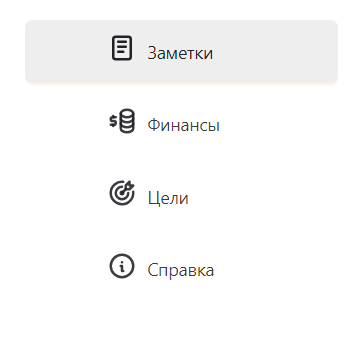 Заметки
Финансы
Цели
Справка